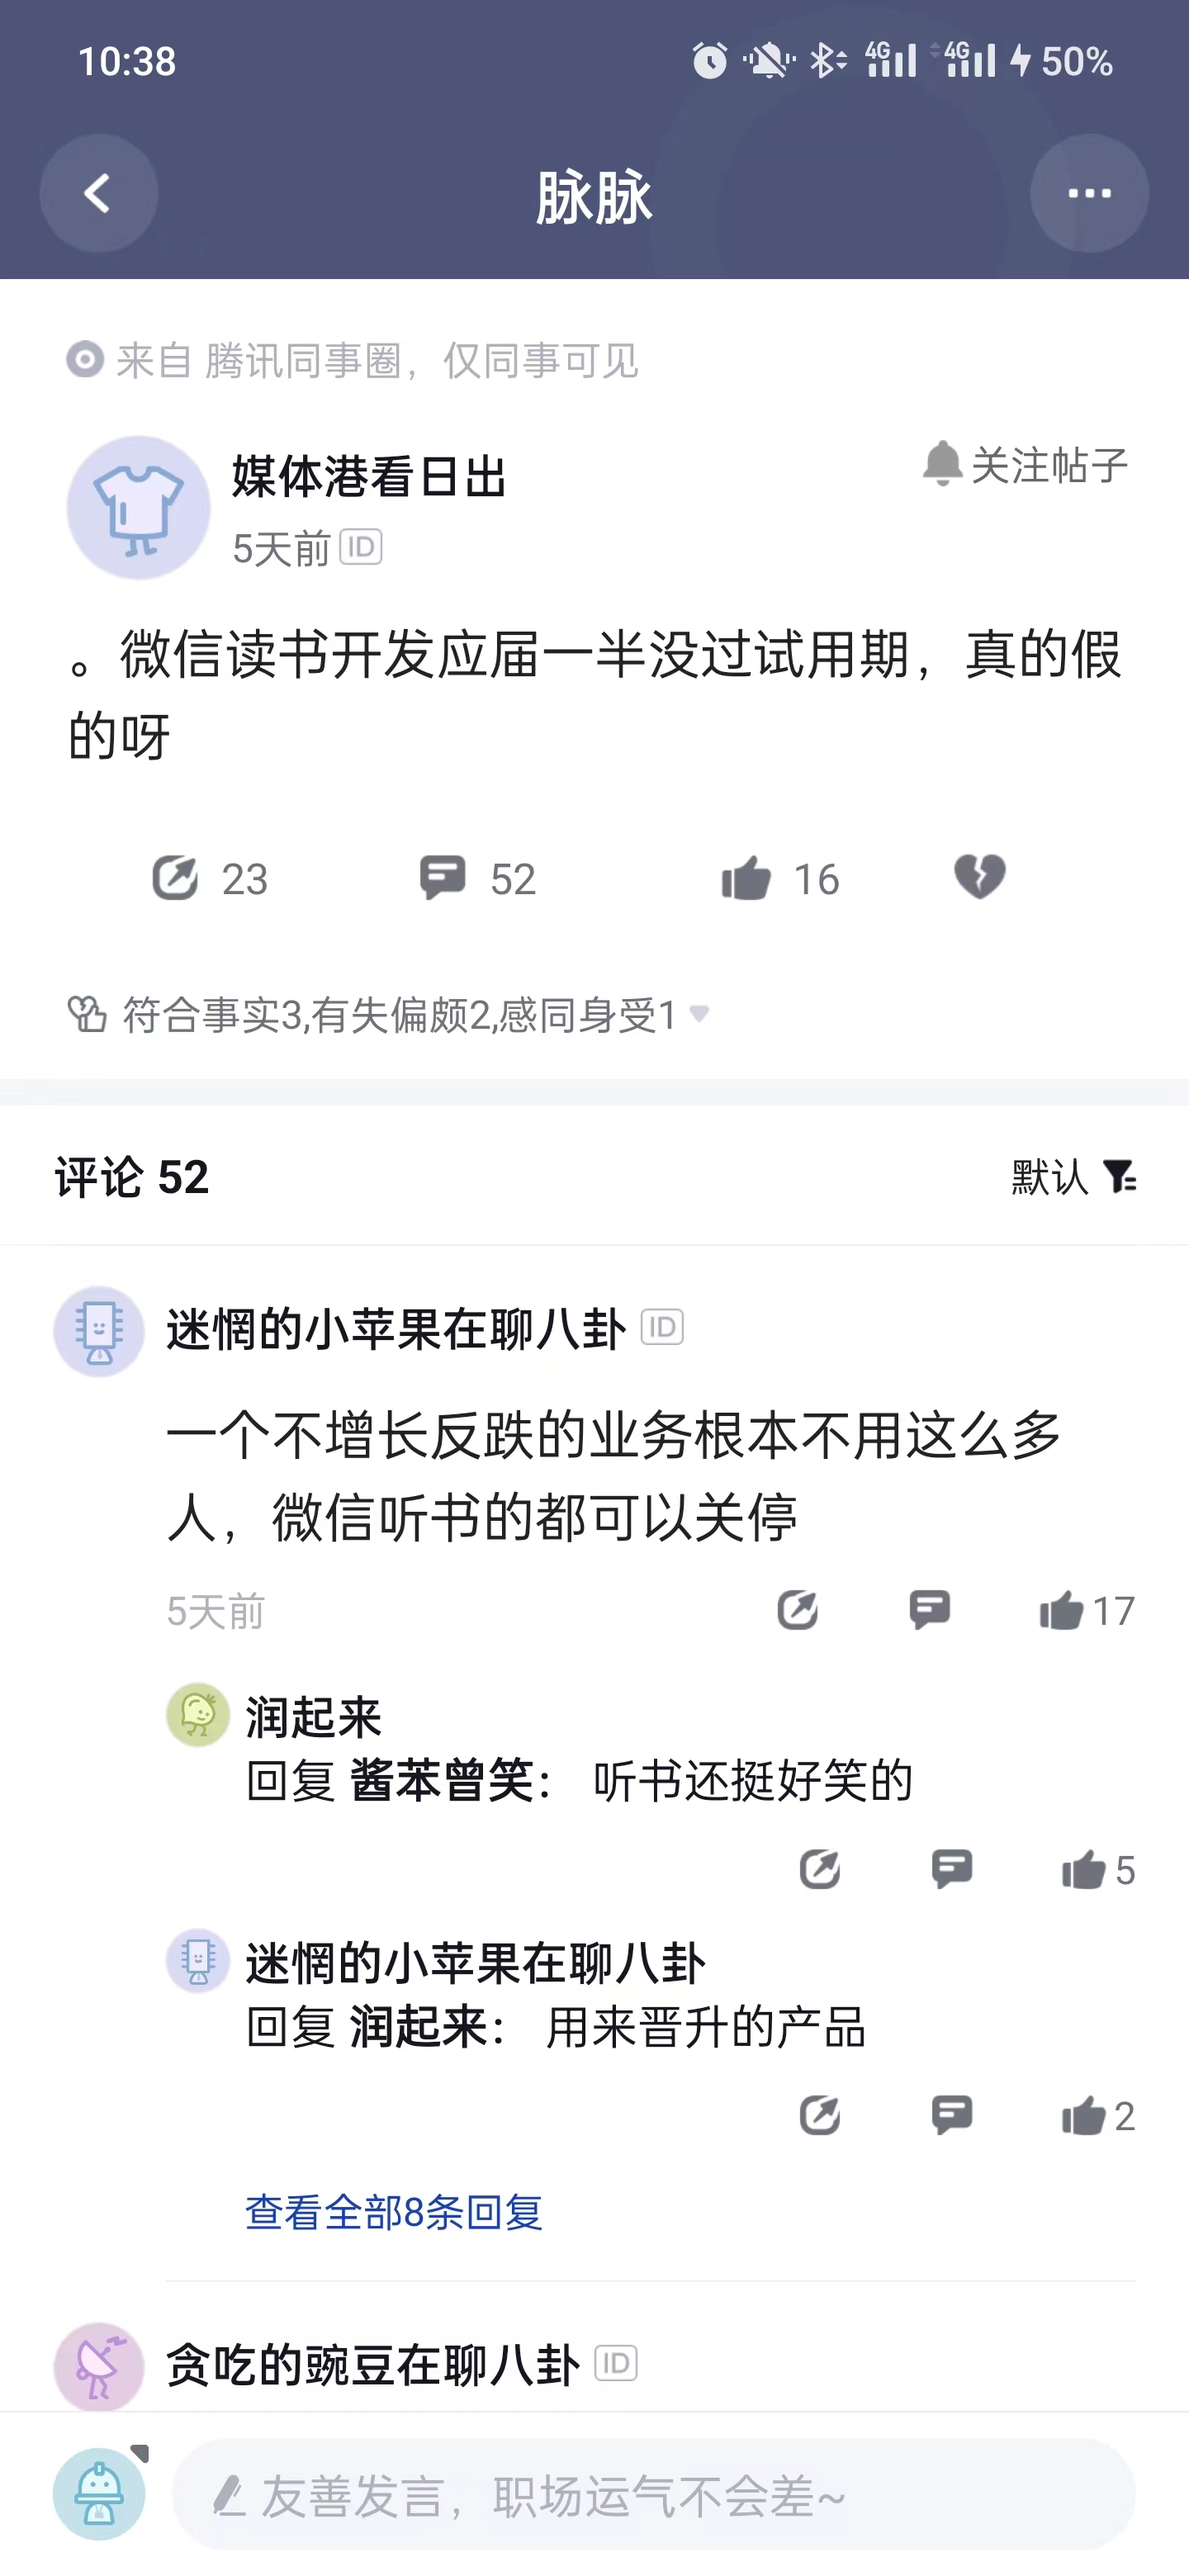 10:38
4G 4G 50%
脉脉
来自 腾讯同事圈，仅同事可见
媒体港看日出
关注帖子
5天前 ID
。微信读书开发应届一半没过试用期，真的假
的呀
23 52 16
符合事实3,有失偏颇2,感同身受1
评论 52
默认
迷惘的小苹果在聊八卦 ID
一个不增长反跌的业务根本不用这么多
人，微信听书的都可以关停
5天前 17
润起来
回复 酱苯曾笑： 听书还挺好笑的
5
迷惘的小苹果在聊八卦
回复 润起来： 用来晋升的产品
2
查看全部8条回复
贪吃的豌豆在聊八卦 ID
友善发言，职场运气不会差~